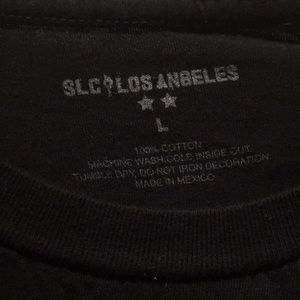 SLC LOS ANGELES
L
100% COTTON
MACHINE WASH COLD INSIDE OUT.
TUMBLE DRY, DO NOT IRON DECORATION.
MADE IN MEXICO.